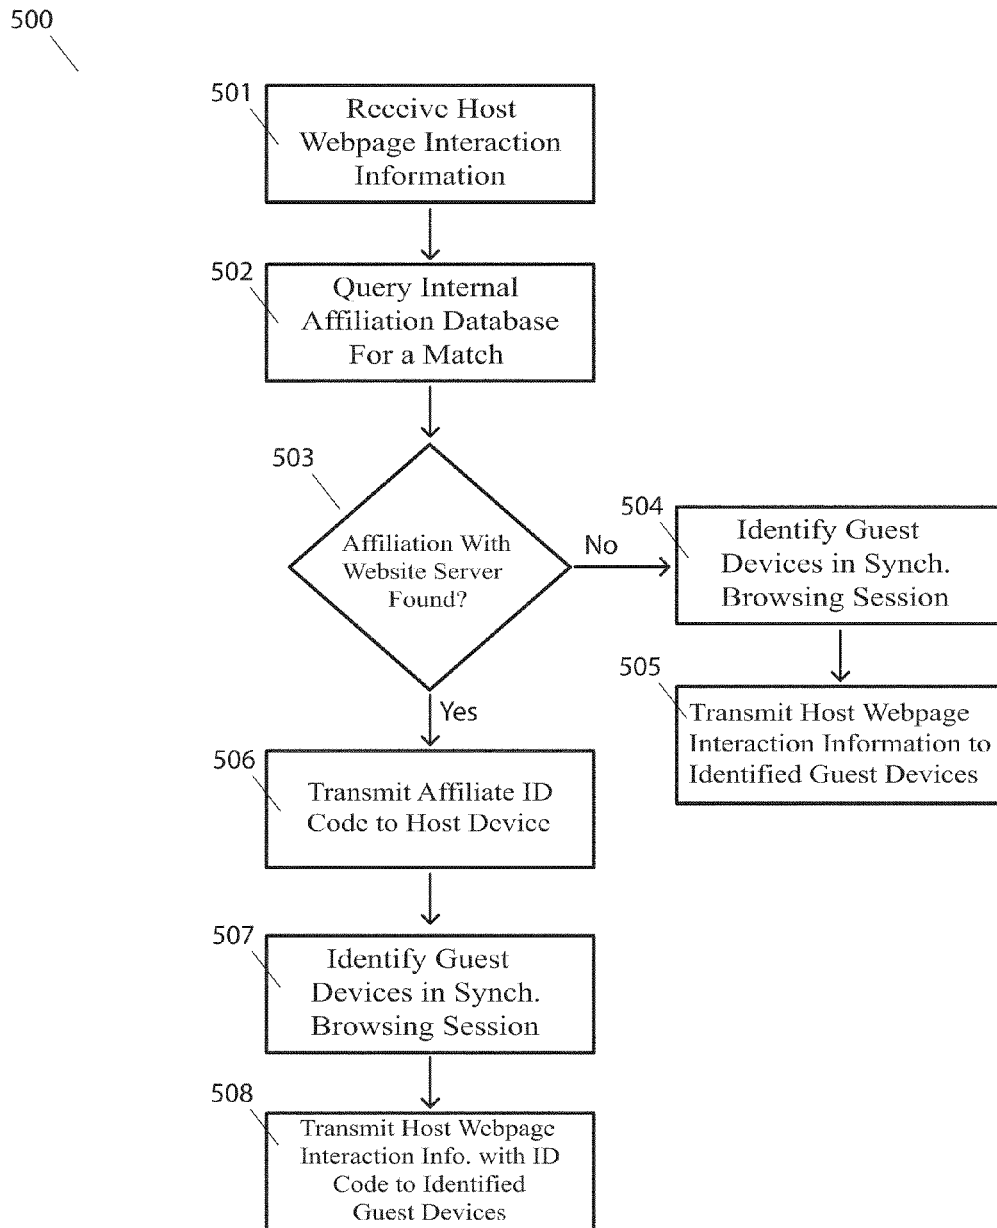 500
501
Receive Host
Webpage Interaction
Information
502
Query Internal
Affiliation Database
For a Match
503
Affiliation With
Website Server
Found?
No
504
Identify Guest
Devices in Synch.
Browsing Session
505
Transmit Host Webpage
Interaction Information to
Identified Guest Devices
Yes
506
Transmit Affiliate ID
Code to Host Device
507
Identify Guest
Devices in Synch.
Browsing Session
508
Transmit Host Webpage
Interaction Info. with ID
Code to Identified
Guest Devices